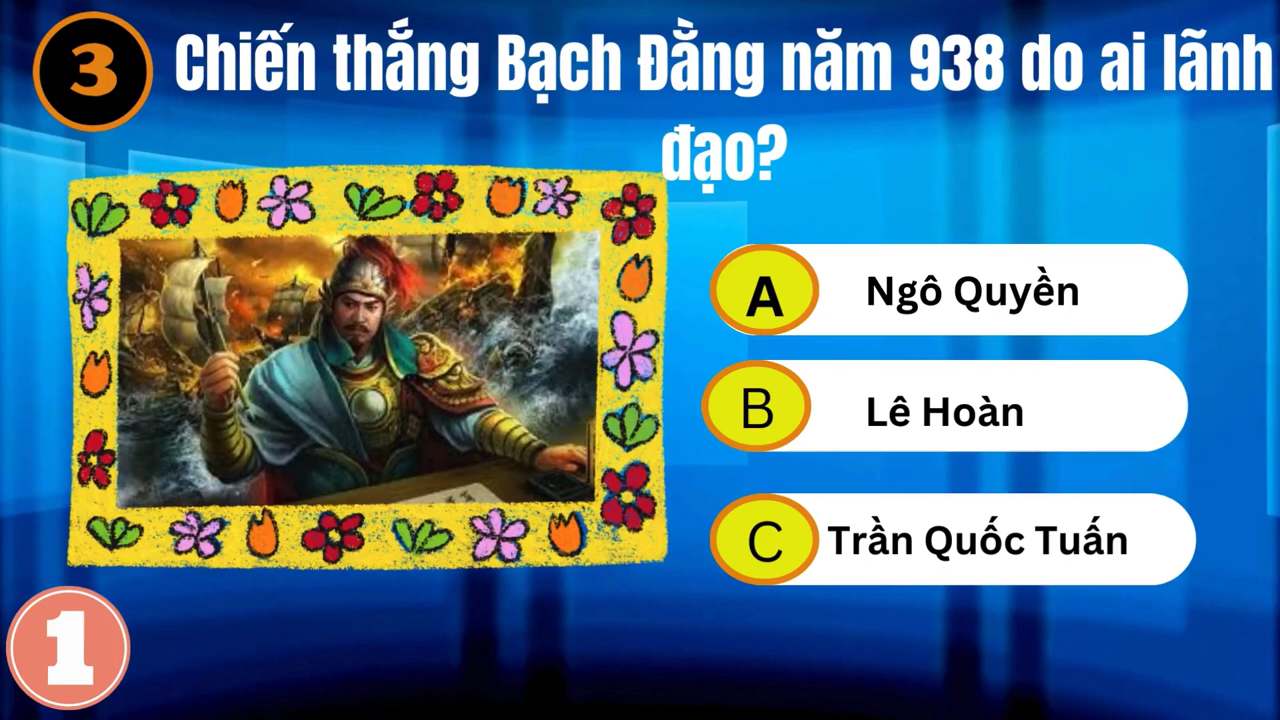 3
Chiến thắng Bạch Đằng năm 938 do ai lãnh
đạo?
A Ngô Quyền
B Lê Hoàn
C Trần Quốc Tuấn
1